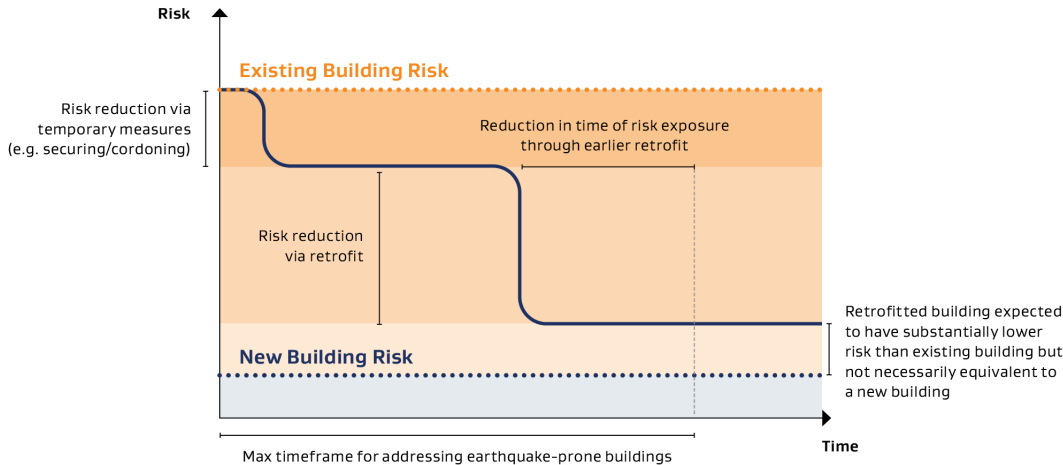 Risk
Existing Building Risk
Risk reduction via
temporary measures
(e.g. securing/cordoning)
Reduction in time of risk exposure
through earlier retrofit
Risk reduction
via retrofit
Retrofitted building expected
to have substantially lower
risk than existing building but
not necessarily equivalent to
a new building
New Building Risk
Time
Max timeframe for addressing earthquake-prone buildings